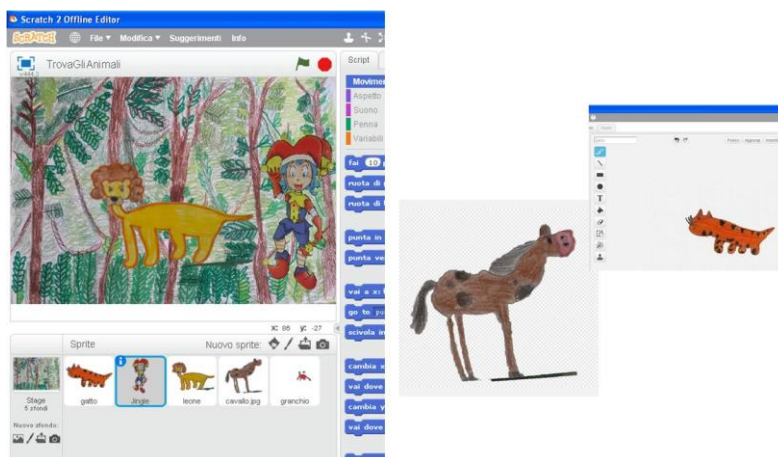 Scratch 2 Offline Editor
SCRATCH File Modifica Suggerimenti Info
TrovaGliAnimali
Script
Aspetto
Suono
Penna
Variabili
fai 10
ruota di
ruota di
punta in
vai a x:
go to
scivola in
cambia x
vai dove
cambia y
vai dove
x: 86 y: -27
Sprite Nuovo sprite:
Stage
5 sfondi
gatto Jingle leone cavallo.jpg granchio
Nuovo sfondo:
T